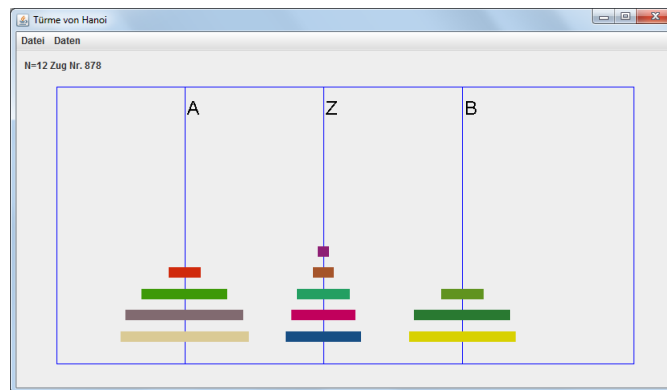 Türme von Hanoi
Datei Daten
N=12 Zug Nr. 878
A Z B